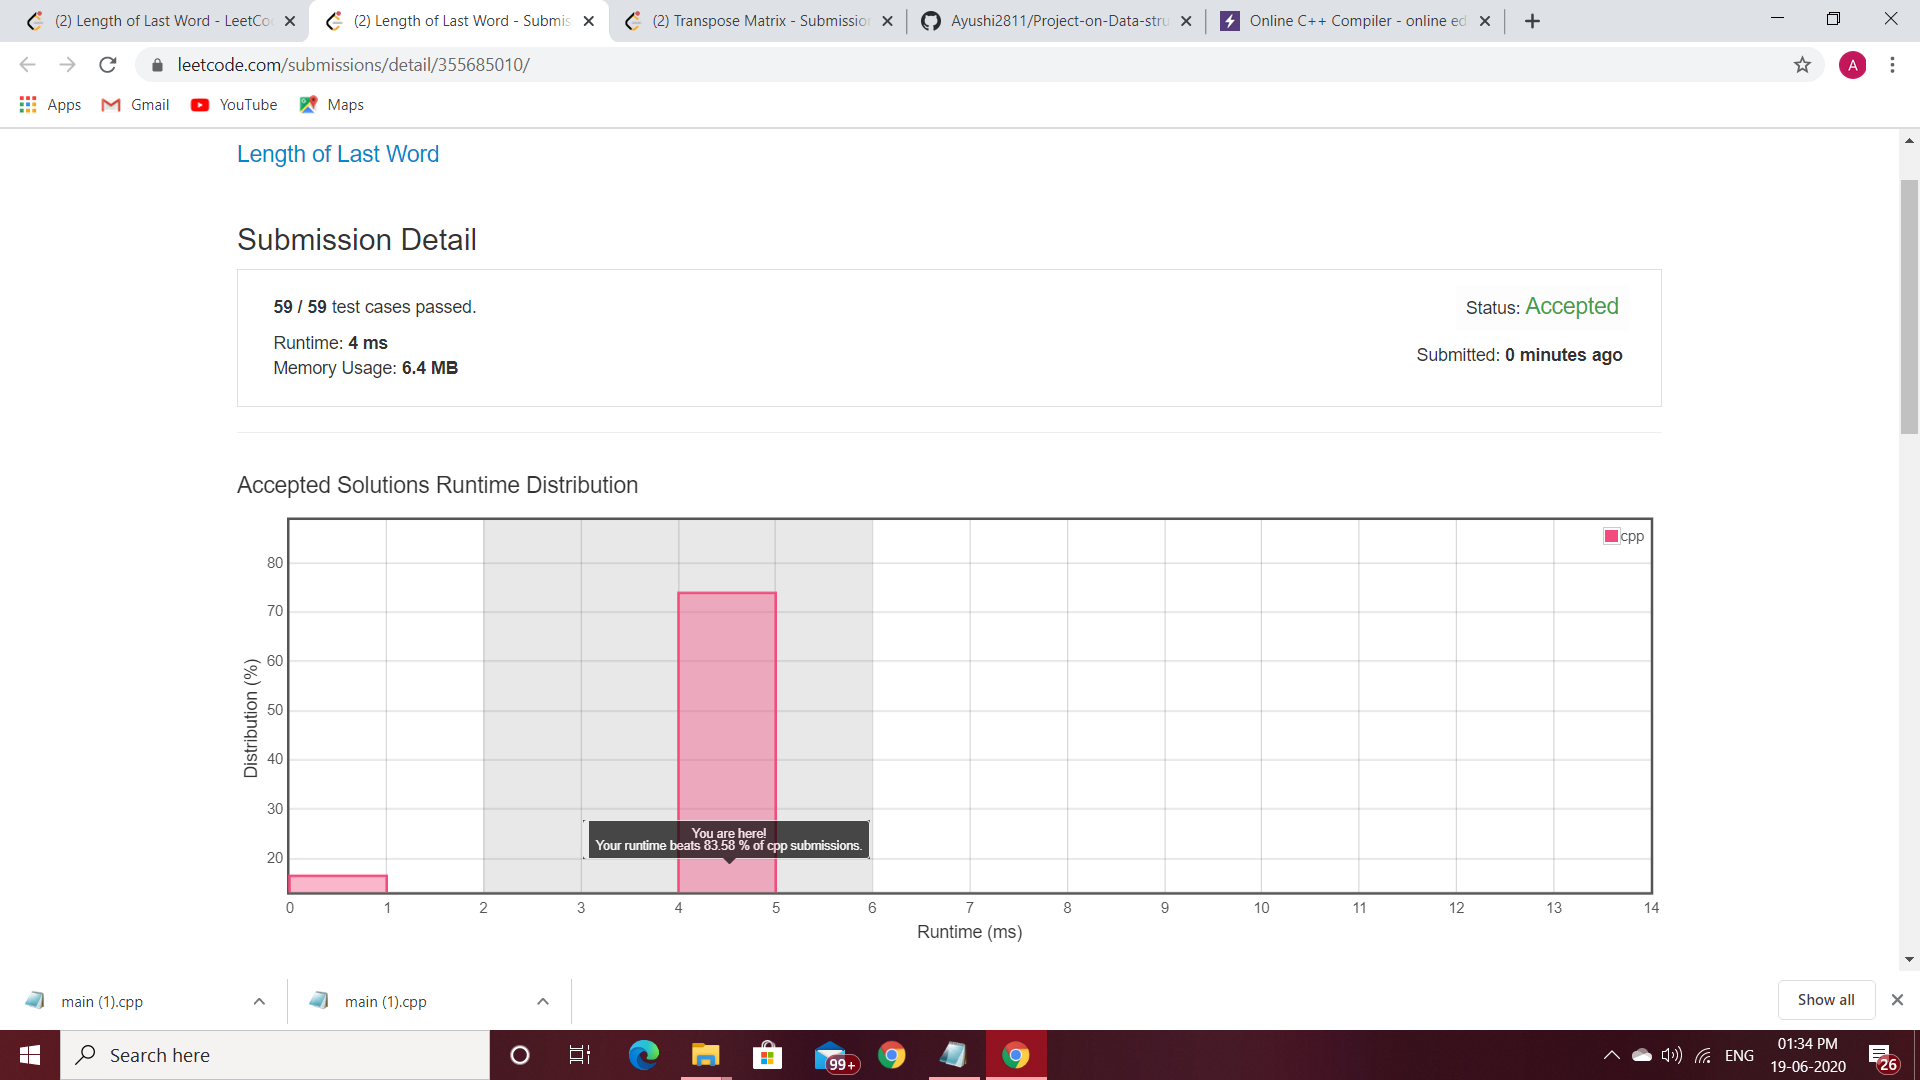 (2) Length of Last Word - LeetCo
(2) Length of Last Word - Submis
(2) Transpose Matrix - Submission
Ayushi2811/Project-on-Data-stru
Online C++ Compiler - online ed
leetcode.com/submissions/detail/355685010/
A
Apps
Gmail
YouTube
Maps
Length of Last Word
Submission Detail
59 / 59 test cases passed.
Status: Accepted
Runtime: 4 ms
Submitted: 0 minutes ago
Memory Usage: 6.4 MB
Accepted Solutions Runtime Distribution
cpp
80
70
60
50
40
30
20
Distribution (%)
You are here!
Your runtime beats 83.58 % of cpp submissions.
0 1 2 3 4 5 6 7 8 9 10 11 12 13 14
Runtime (ms)
main (1).cpp
main (1).cpp
Show all
Search here
99+
ENG
01:34 PM
19-06-2020
26